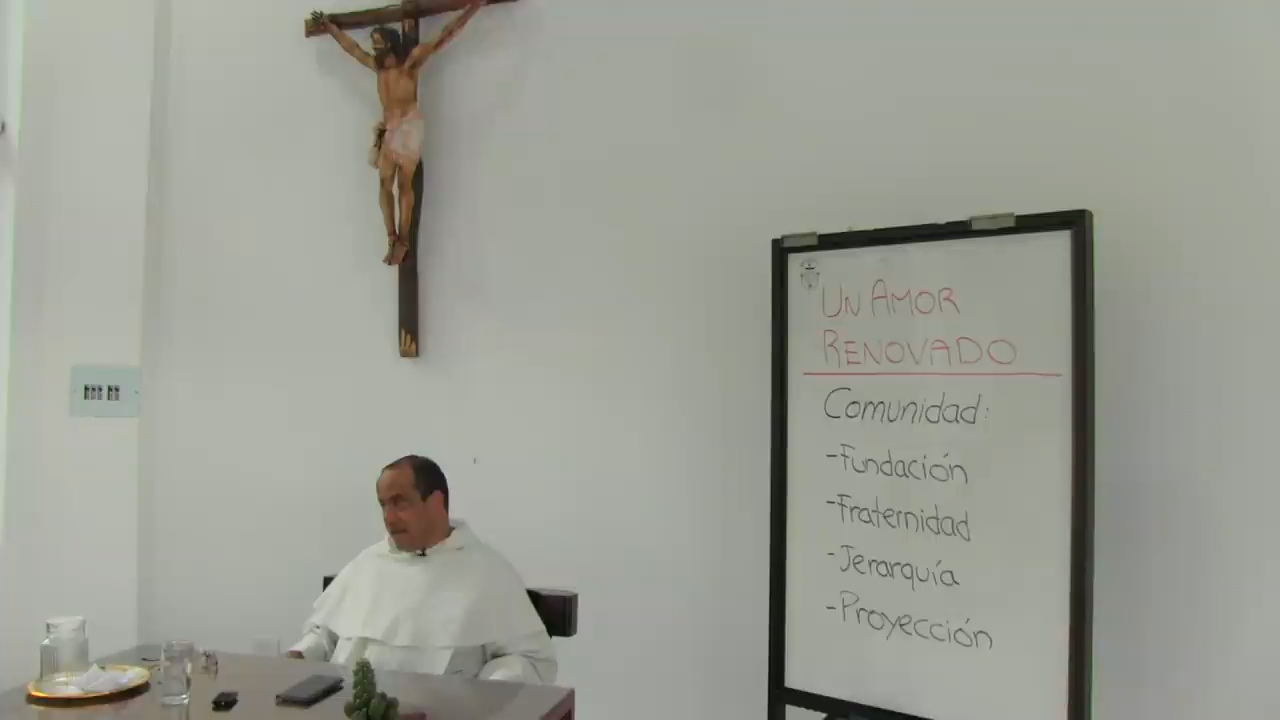 UN AMOR
RENOVADO
Comunidad:
-Fundación
-Fraternidad
-Jerarquía
-Proyección